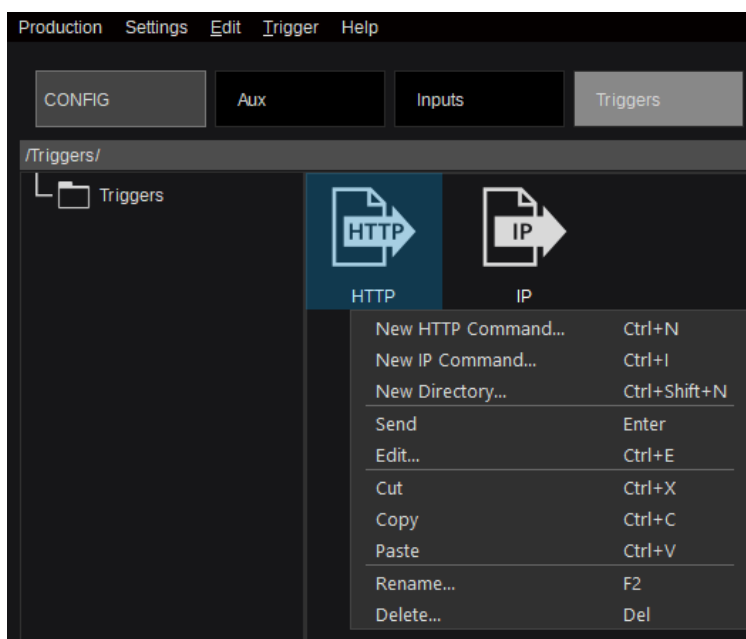 Production Settings Edit Trigger Help
CONFIG Aux Inputs Triggers
/Triggers/
Triggers
HTTP IP
HTTP IP
New HTTP Command... Ctrl+N
New IP Command... Ctrl+I
New Directory... Ctrl+Shift+N
Send Enter
Edit... Ctrl+E
Cut Ctrl+X
Copy Ctrl+C
Paste Ctrl+V
Rename... F2
Delete... Del